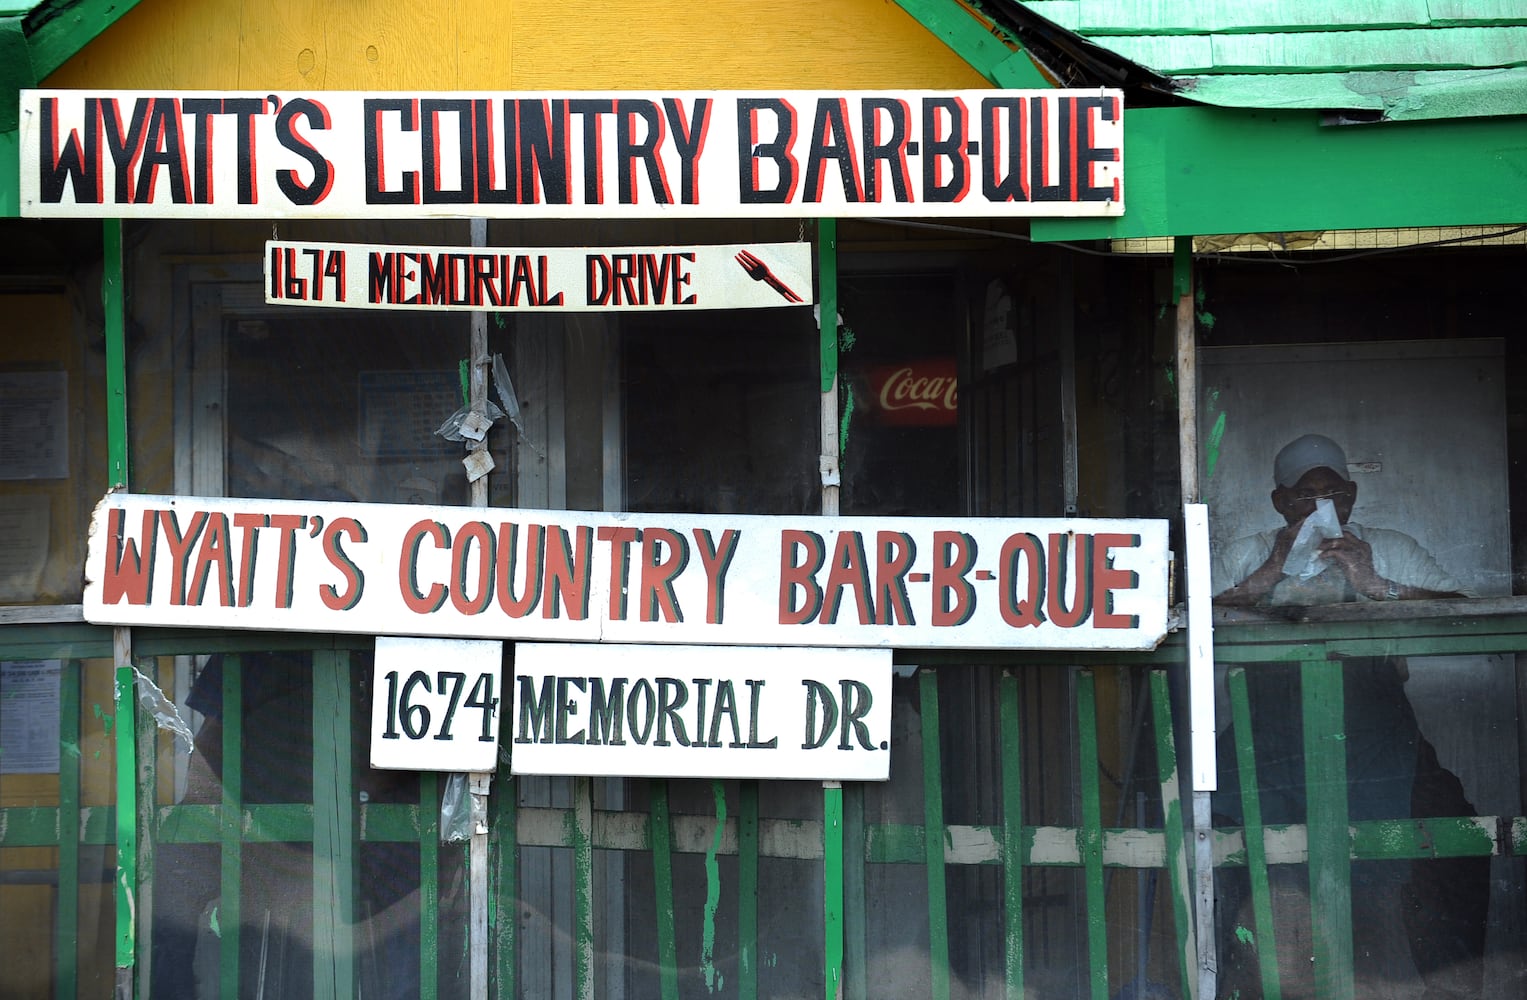 WYATT'S COUNTRY BAR-B-QUE
1674 MEMORIAL DRIVE
Coca-C
WYATT'S COUNTRY BAR-B-QUE
1674 MEMORIAL DR.